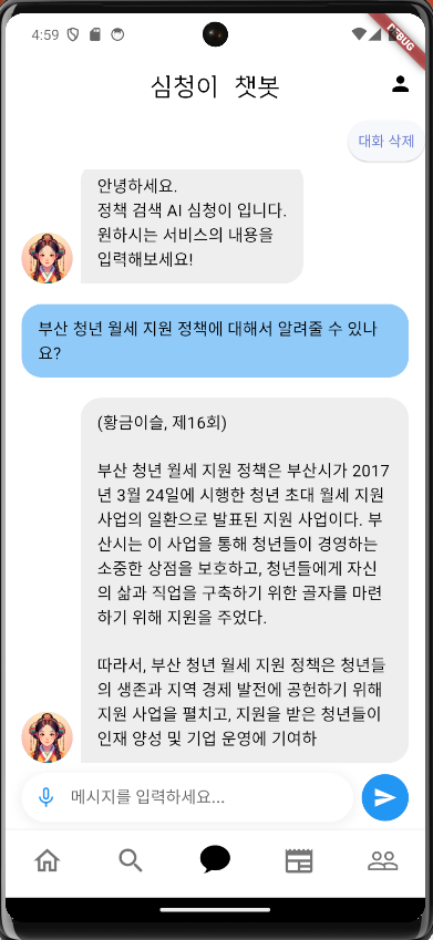 4:59
DEBUG
심청이 챗봇
대화 삭제
안녕하세요.
정책 검색 AI 심청이 입니다.
원하시는 서비스의 내용을
입력해보세요!
부산 청년 월세 지원 정책에 대해서 알려줄 수 있나
요?
(황금이슬, 제16회)
부산 청년 월세 지원 정책은 부산시가 2017
년 3월 24일에 시행한 청년 초대 월세 지원
사업의 일환으로 발표된 지원 사업이다. 부
산시는 이 사업을 통해 청년들이 경영하는
소중한 상점을 보호하고, 청년들에게 자신
의 삶과 직업을 구축하기 위한 골자를 마련
하기 위해 지원을 주었다.
따라서, 부산 청년 월세 지원 정책은 청년들
의 생존과 지역 경제 발전에 공헌하기 위해
지원 사업을 펼치고, 지원을 받은 청년들이
인재 양성 및 기업 운영에 기여하
메시지를 입력하세요...